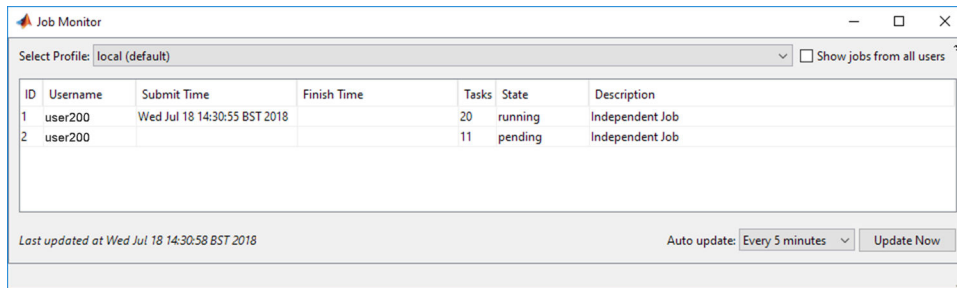 Job Monitor
Select Profile: local (default) Show jobs from all users ?
ID Username Submit Time Finish Time Tasks State Description
1 user200 Wed Jul 18 14:30:55 BST 2018 20 running Independent Job
2 user200 11 pending Independent Job
Last updated at Wed Jul 18 14:30:58 BST 2018 Auto update: Every 5 minutes Update Now